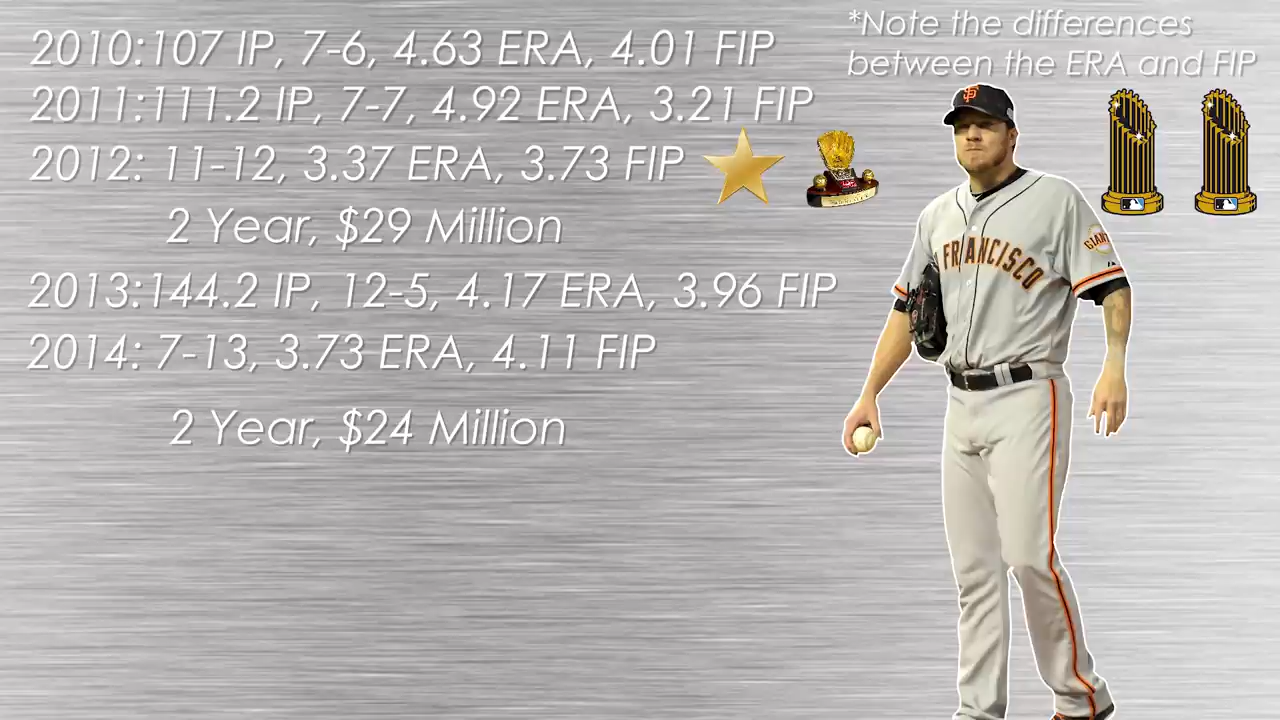 *Note the differences
between the ERA and FIP
2010:107 IP, 7-6, 4.63 ERA, 4.01 FIP
2011:111.2 IP, 7-7, 4.92 ERA, 3.21 FIP
2012: 11-12, 3.37 ERA, 3.73 FIP
2 Year, $29 Million
2013:144.2 IP, 12-5, 4.17 ERA, 3.96 FIP
2014: 7-13, 3.73 ERA, 4.11 FIP
2 Year, $24 Million
SF
FRANCISCO
GIANT